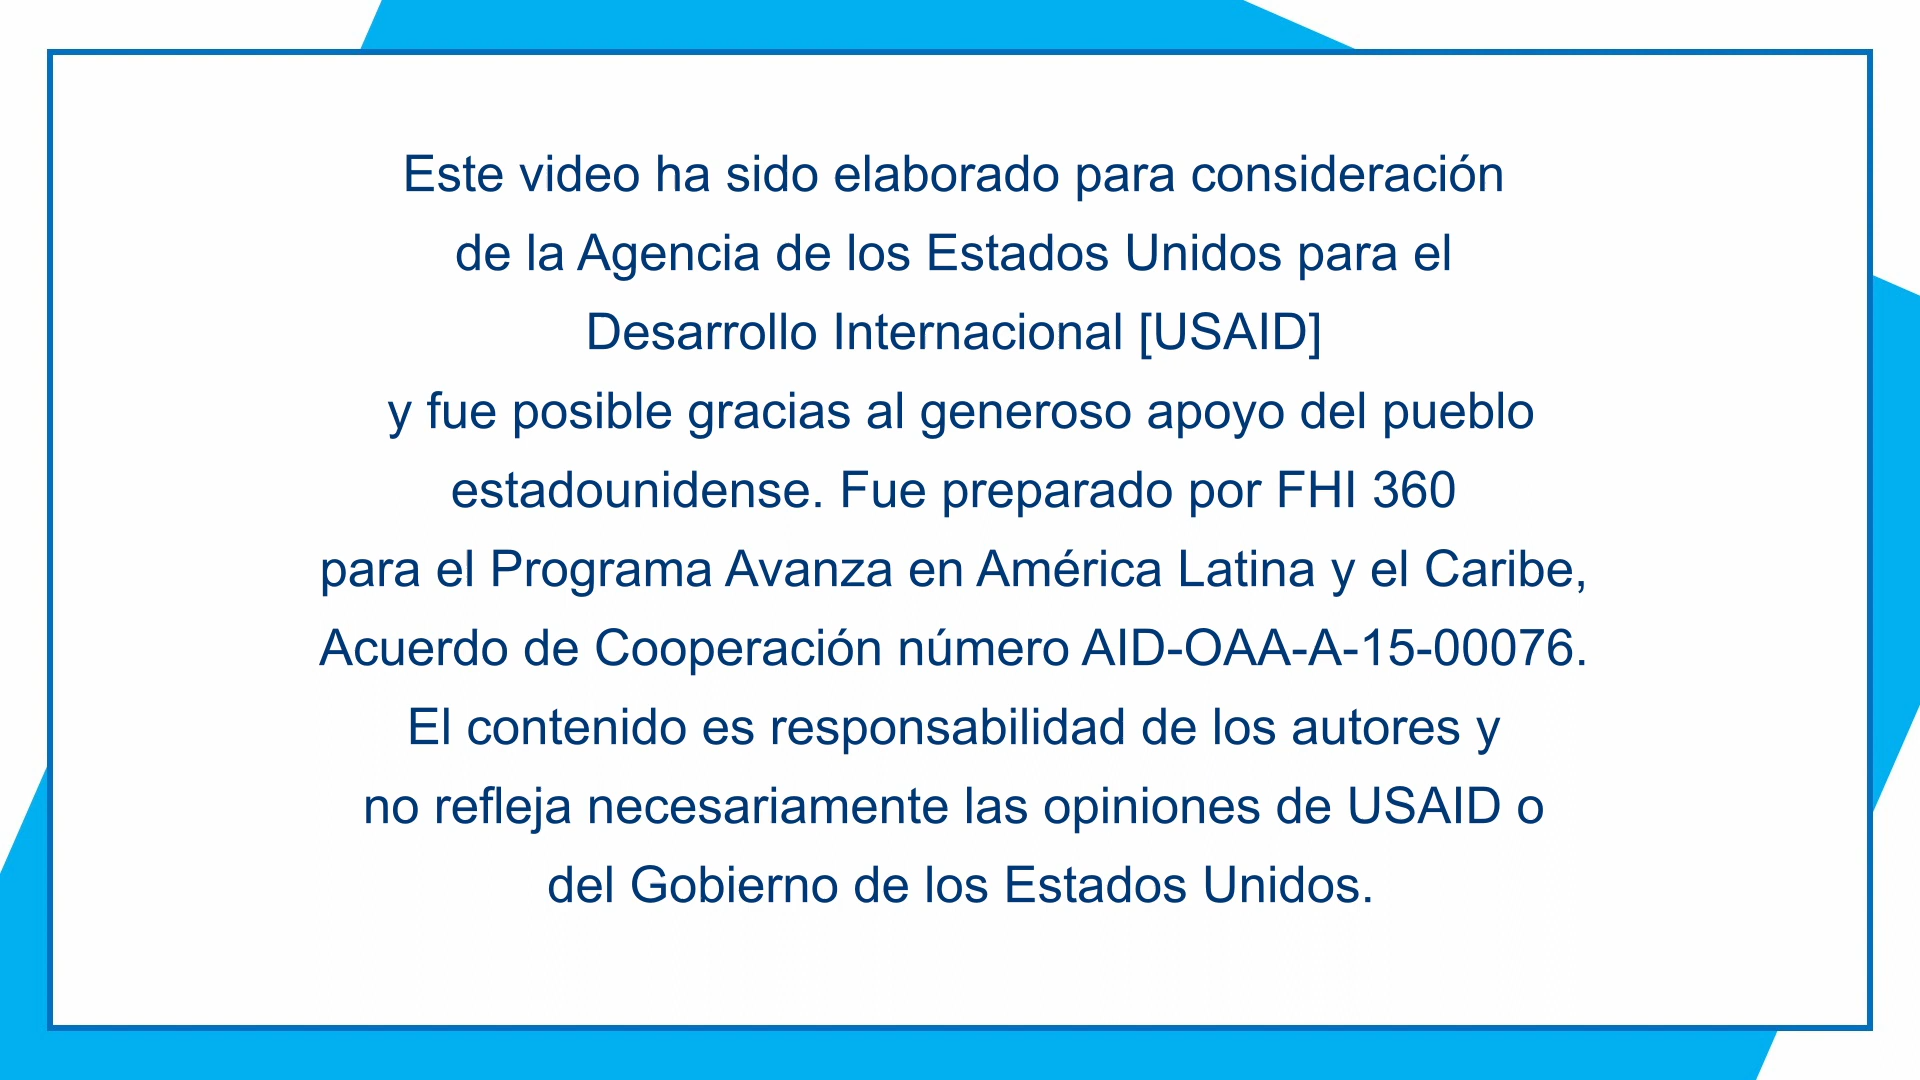 Este video ha sido elaborado para consideración
de la Agencia de los Estados Unidos para el
Desarrollo Internacional [USAID]
y fue posible gracias al generoso apoyo del pueblo
estadounidense. Fue preparado por FHI 360
para el Programa Avanza en América Latina y el Caribe,
Acuerdo de Cooperación número AID-OAA-A-15-00076.
El contenido es responsabilidad de los autores y
no refleja necesariamente las opiniones de USAID o
del Gobierno de los Estados Unidos.